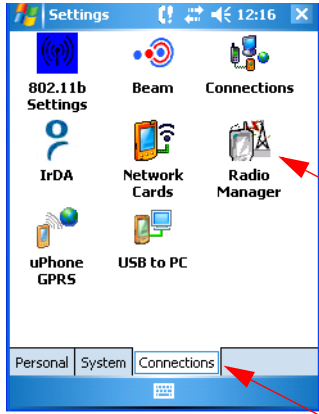 Settings 12:16
802.11b Beam Connections
Settings
IrDA Network Radio
Cards Manager
uPhone USB to PC
GPRS
Personal System Connections